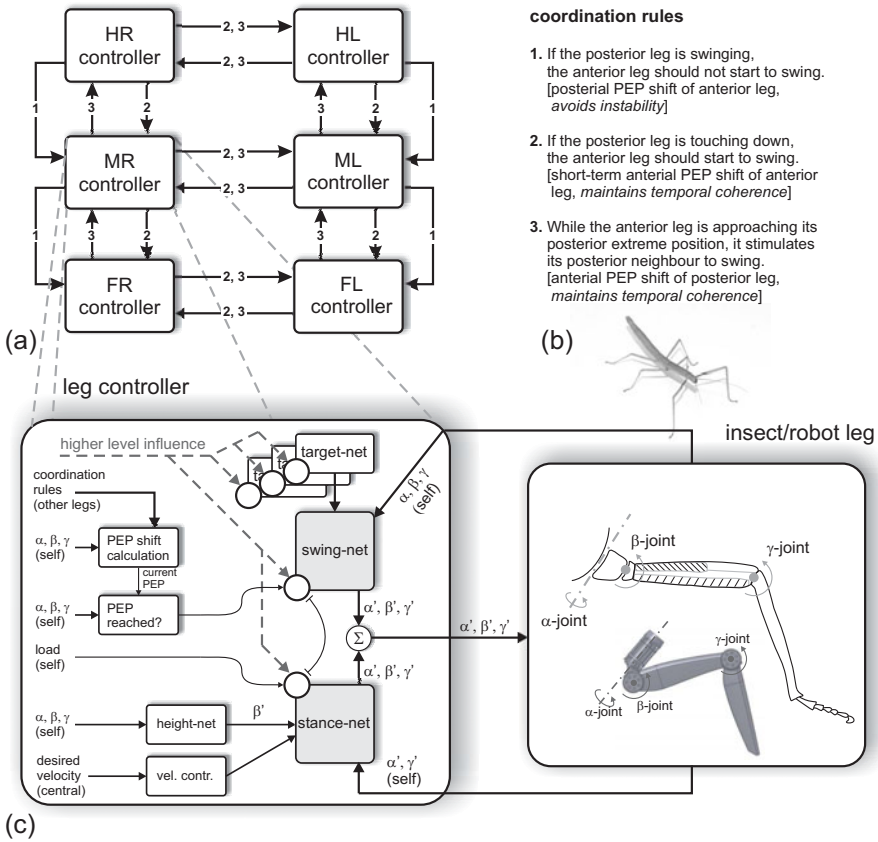 HR
controller
HL
controller
2, 3
2, 3
1
3
2
3
2
1
MR
controller
ML
controller
2, 3
2, 3
1
3
2
3
2
1
FR
controller
FL
controller
2, 3
2, 3
(a)
coordination rules
1. If the posterior leg is swinging,
the anterior leg should not start to swing.
[posterial PEP shift of anterior leg,
avoids instability]
2. If the posterior leg is touching down,
the anterior leg should start to swing.
[short-term anterial PEP shift of anterior
leg, maintains temporal coherence]
3. While the anterior leg is approaching its
posterior extreme position, it stimulates
its posterior neighbour to swing.
[anterial PEP shift of posterior leg,
maintains temporal coherence]
(b)
leg controller
insect/robot leg
higher level influence
target-net
ta
ta
coordination
rules
(other legs)
α, β, γ
(self)
PEP shift
calculation
current
PEP
α, β, γ
(self)
PEP
reached?
load
(self)
α, β, γ
(self)
height-net
β'
desired
velocity
(central)
vel. contr.
swing-net
α, β, γ
(self)
α', β', γ'
Σ
α', β', γ'
α', β', γ'
stance-net
α', γ'
(self)
β-joint
γ-joint
α-joint
γ-joint
α-joint
β-joint
(c)